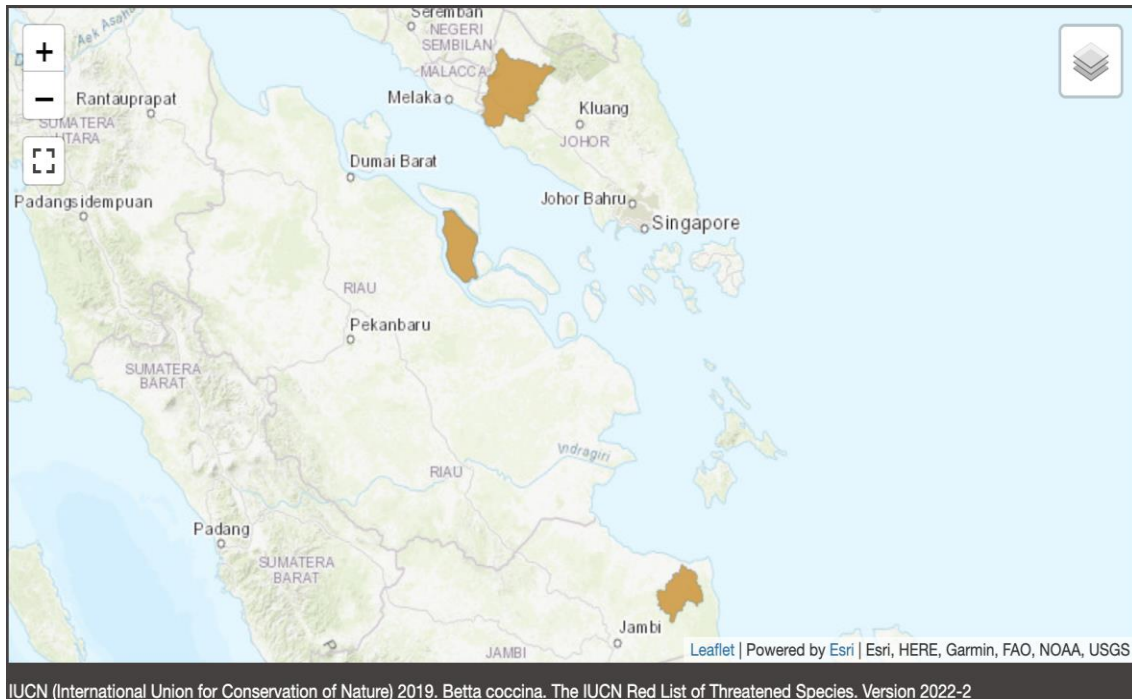 Seremban
NEGERI
SEMBILAN
Aek Asaha
+
−
MALACCA
Melaka
Rantauprapat
Kluang
SUMATERA
UTARA
JOHOR
Dumai Barat
Padangsidempuan
Johor Bahru
Singapore
RIAU
Pekanbaru
SUMATERA
BARAT
Indragiri
RIAU
Padang
SUMATERA
BARAT
Jambi
JAMBI
Leaflet | Powered by Esri | Esri, HERE, Garmin, FAO, NOAA, USGS
IUCN (International Union for Conservation of Nature) 2019. Betta coccina. The IUCN Red List of Threatened Species. Version 2022-2